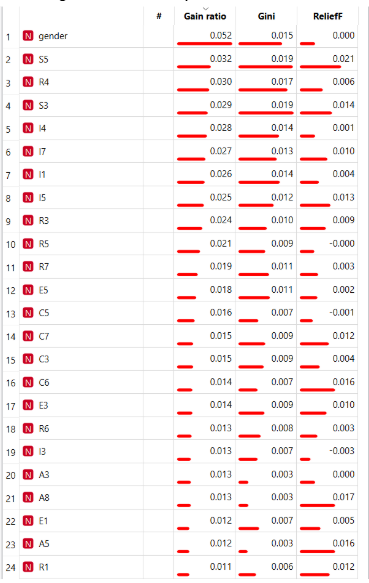 # Gain ratio Gini ReliefF
1 N gender 0.052 0.015 0.000
2 N S5 0.032 0.019 0.021
3 N R4 0.030 0.017 0.006
4 N S3 0.029 0.019 0.014
5 N I4 0.028 0.014 0.001
6 N I7 0.027 0.013 0.010
7 N I1 0.026 0.014 0.004
8 N I5 0.025 0.012 0.013
9 N R3 0.024 0.010 0.009
10 N R5 0.021 0.009 -0.000
11 N R7 0.019 0.011 0.003
12 N E5 0.018 0.011 0.002
13 N C5 0.016 0.007 -0.001
14 N C7 0.015 0.009 0.012
15 N C3 0.015 0.009 0.004
16 N C6 0.014 0.007 0.016
17 N E3 0.014 0.009 0.010
18 N R6 0.013 0.008 0.003
19 N I3 0.013 0.007 -0.003
20 N A3 0.013 0.003 0.000
21 N A8 0.013 0.003 0.017
22 N E1 0.012 0.007 0.005
23 N A5 0.012 0.003 0.016
24 N R1 0.011 0.006 0.012